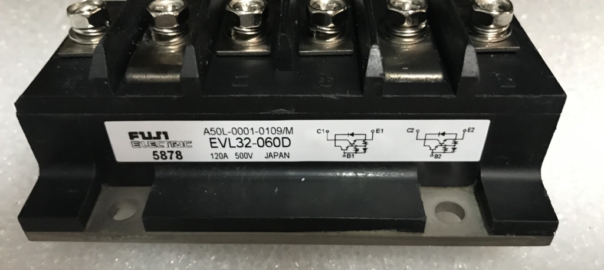 FUJI
ELECTRIC
5878
A50L-0001-0109/M
EVL32-060D
120A 500V JAPAN
C1 E1
B1
C2 E2
B2